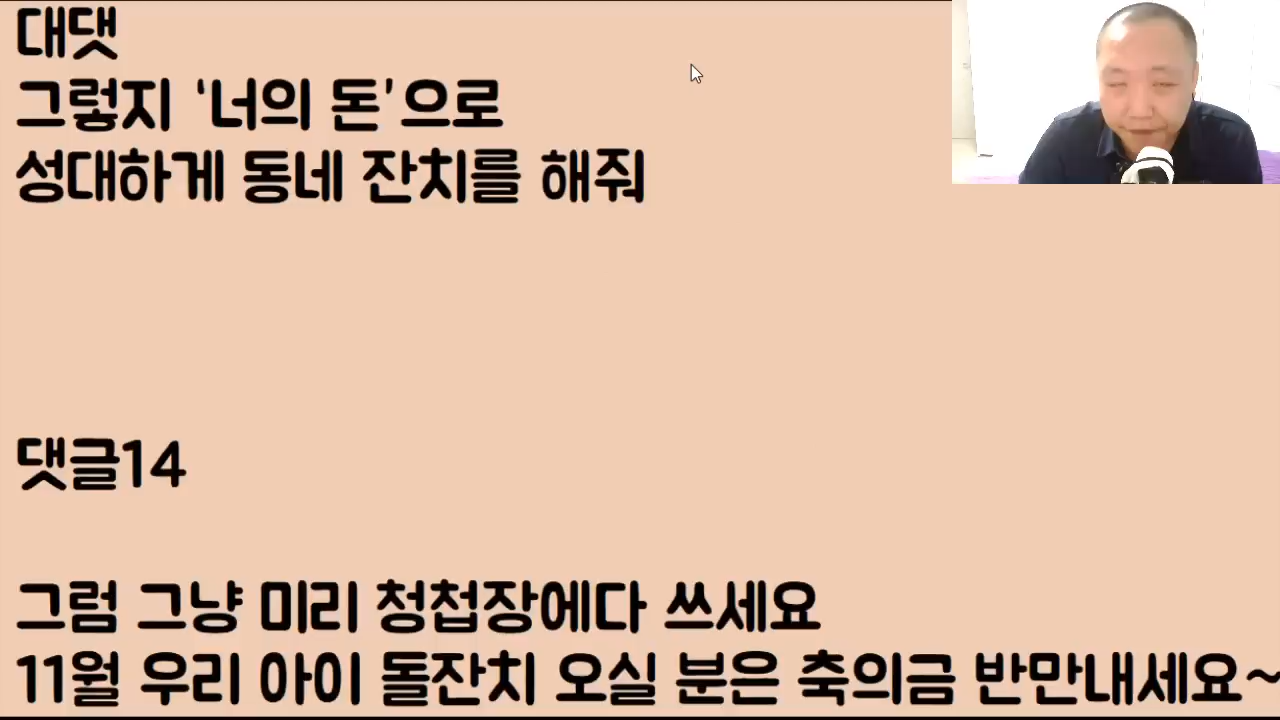 대댓
그렇지 '너의 돈'으로
성대하게 동네 잔치를 해줘
댓글14
그럼 그냥 미리 청첩장에다 쓰세요
11월 우리 아이 돌잔치 오실 분은 축의금 반만내세요~